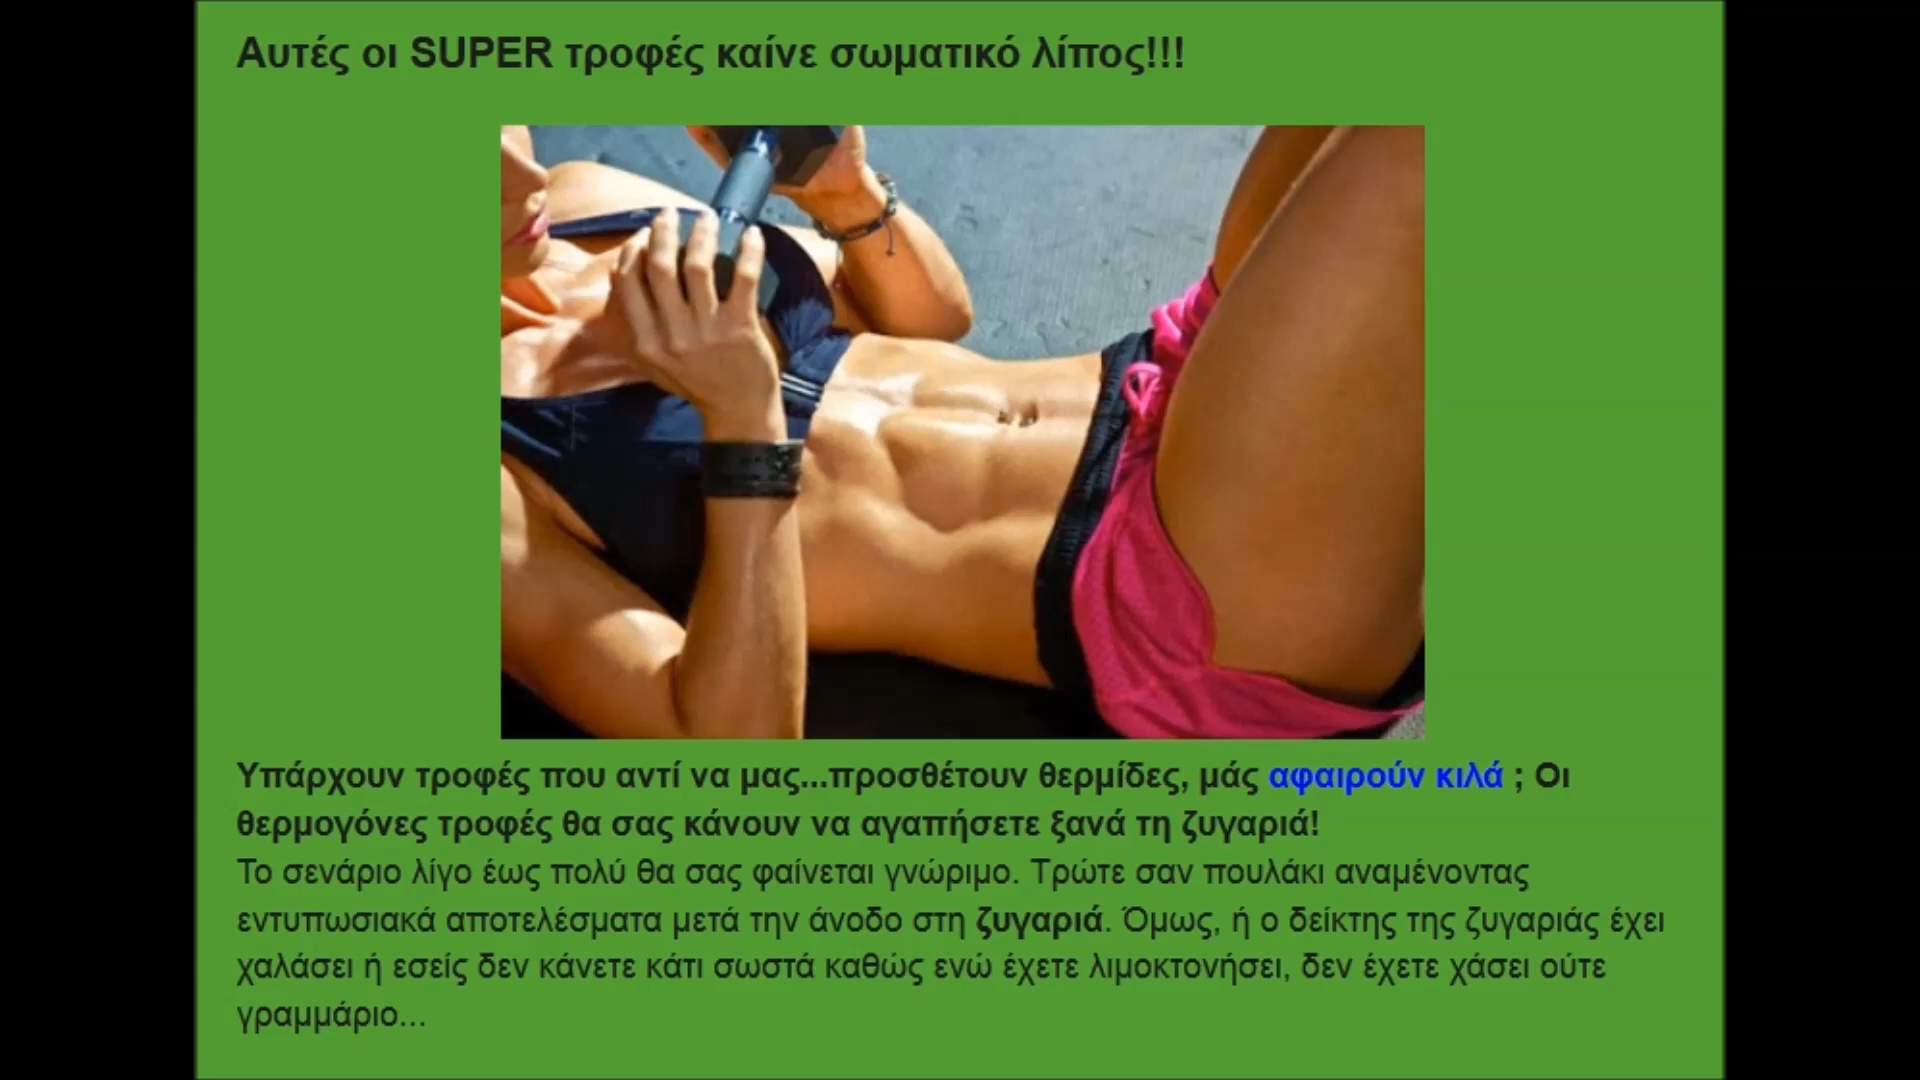 Αυτές οι SUPER τροφές καίνε σωματικό λίπος!!!
Υπάρχουν τροφές που αντί να μας...προσθέτουν θερμίδες, μάς αφαιρούν κιλά ; Οι
θερμογόνες τροφές θα σας κάνουν να αγαπήσετε ξανά τη ζυγαριά!
Το σενάριο λίγο έως πολύ θα σας φαίνεται γνώριμο. Τρώτε σαν πουλάκι αναμένοντας
εντυπωσιακά αποτελέσματα μετά την άνοδο στη ζυγαριά. Όμως, ή ο δείκτης της ζυγαριάς έχει
χαλάσει ή εσείς δεν κάνετε κάτι σωστά καθώς ενώ έχετε λιμοκτονήσει, δεν έχετε χάσει ούτε
γραμμάριο...